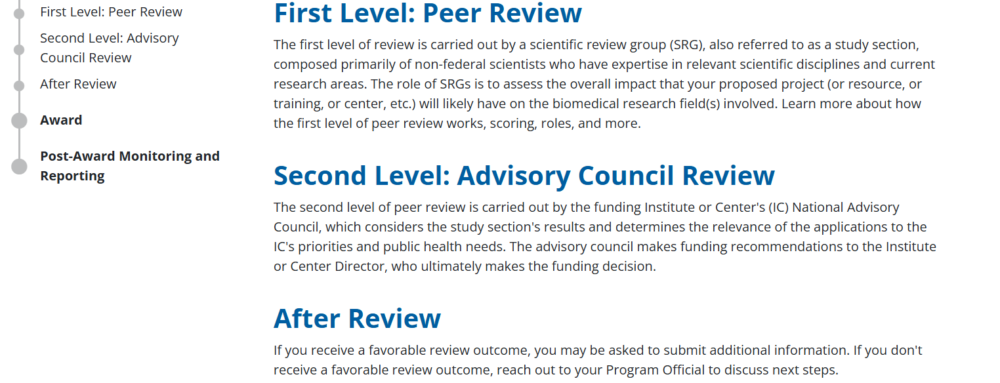 First Level: Peer Review
Second Level: Advisory
Council Review
After Review
Award
Post-Award Monitoring and
Reporting
First Level: Peer Review
The first level of review is carried out by a scientific review group (SRG), also referred to as a study section,
composed primarily of non-federal scientists who have expertise in relevant scientific disciplines and current
research areas. The role of SRGs is to assess the overall impact that your proposed project (or resource, or
training, or center, etc.) will likely have on the biomedical research field(s) involved. Learn more about how
the first level of peer review works, scoring, roles, and more.
Second Level: Advisory Council Review
The second level of peer review is carried out by the funding Institute or Center's (IC) National Advisory
Council, which considers the study section's results and determines the relevance of the applications to the
IC's priorities and public health needs. The advisory council makes funding recommendations to the Institute
or Center Director, who ultimately makes the funding decision.
After Review
If you receive a favorable review outcome, you may be asked to submit additional information. If you don't
receive a favorable review outcome, reach out to your Program Official to discuss next steps.